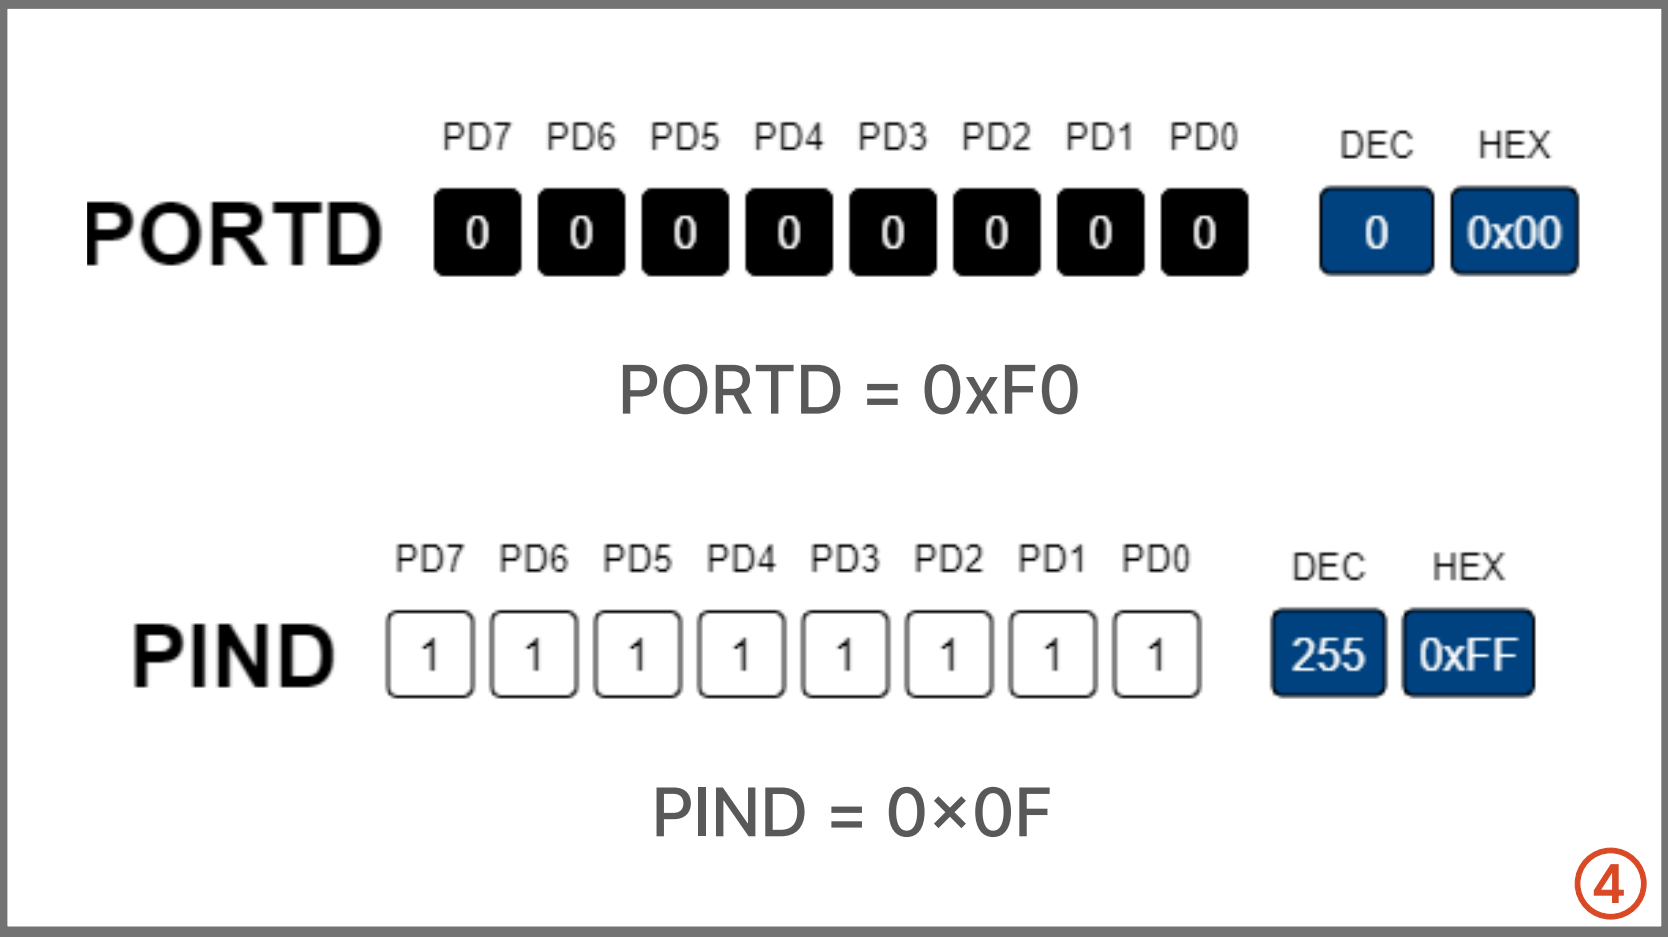 PD7 PD6 PD5 PD4 PD3 PD2 PD1 PD0 DEC HEX
PORTD 0 0 0 0 0 0 0 0 0 0x00
PORTD = 0xF0
PD7 PD6 PD5 PD4 PD3 PD2 PD1 PD0 DEC HEX
PIND 1 1 1 1 1 1 1 1 255 0xFF
PIND = 0×0F
④